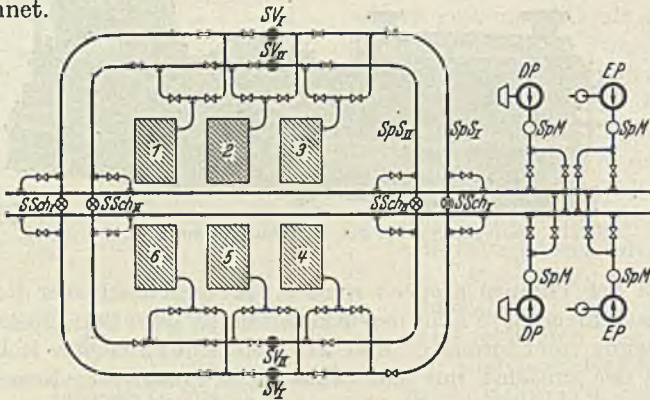 nnet.
SV_I
SV_II
DP EP
SpM SpM
SpS_II SpS_I
1 2 3
SSch_I SSch_II SSch_II SSch_I
6 5 4
SpM SpM
DP EP
SV_II
SV_I